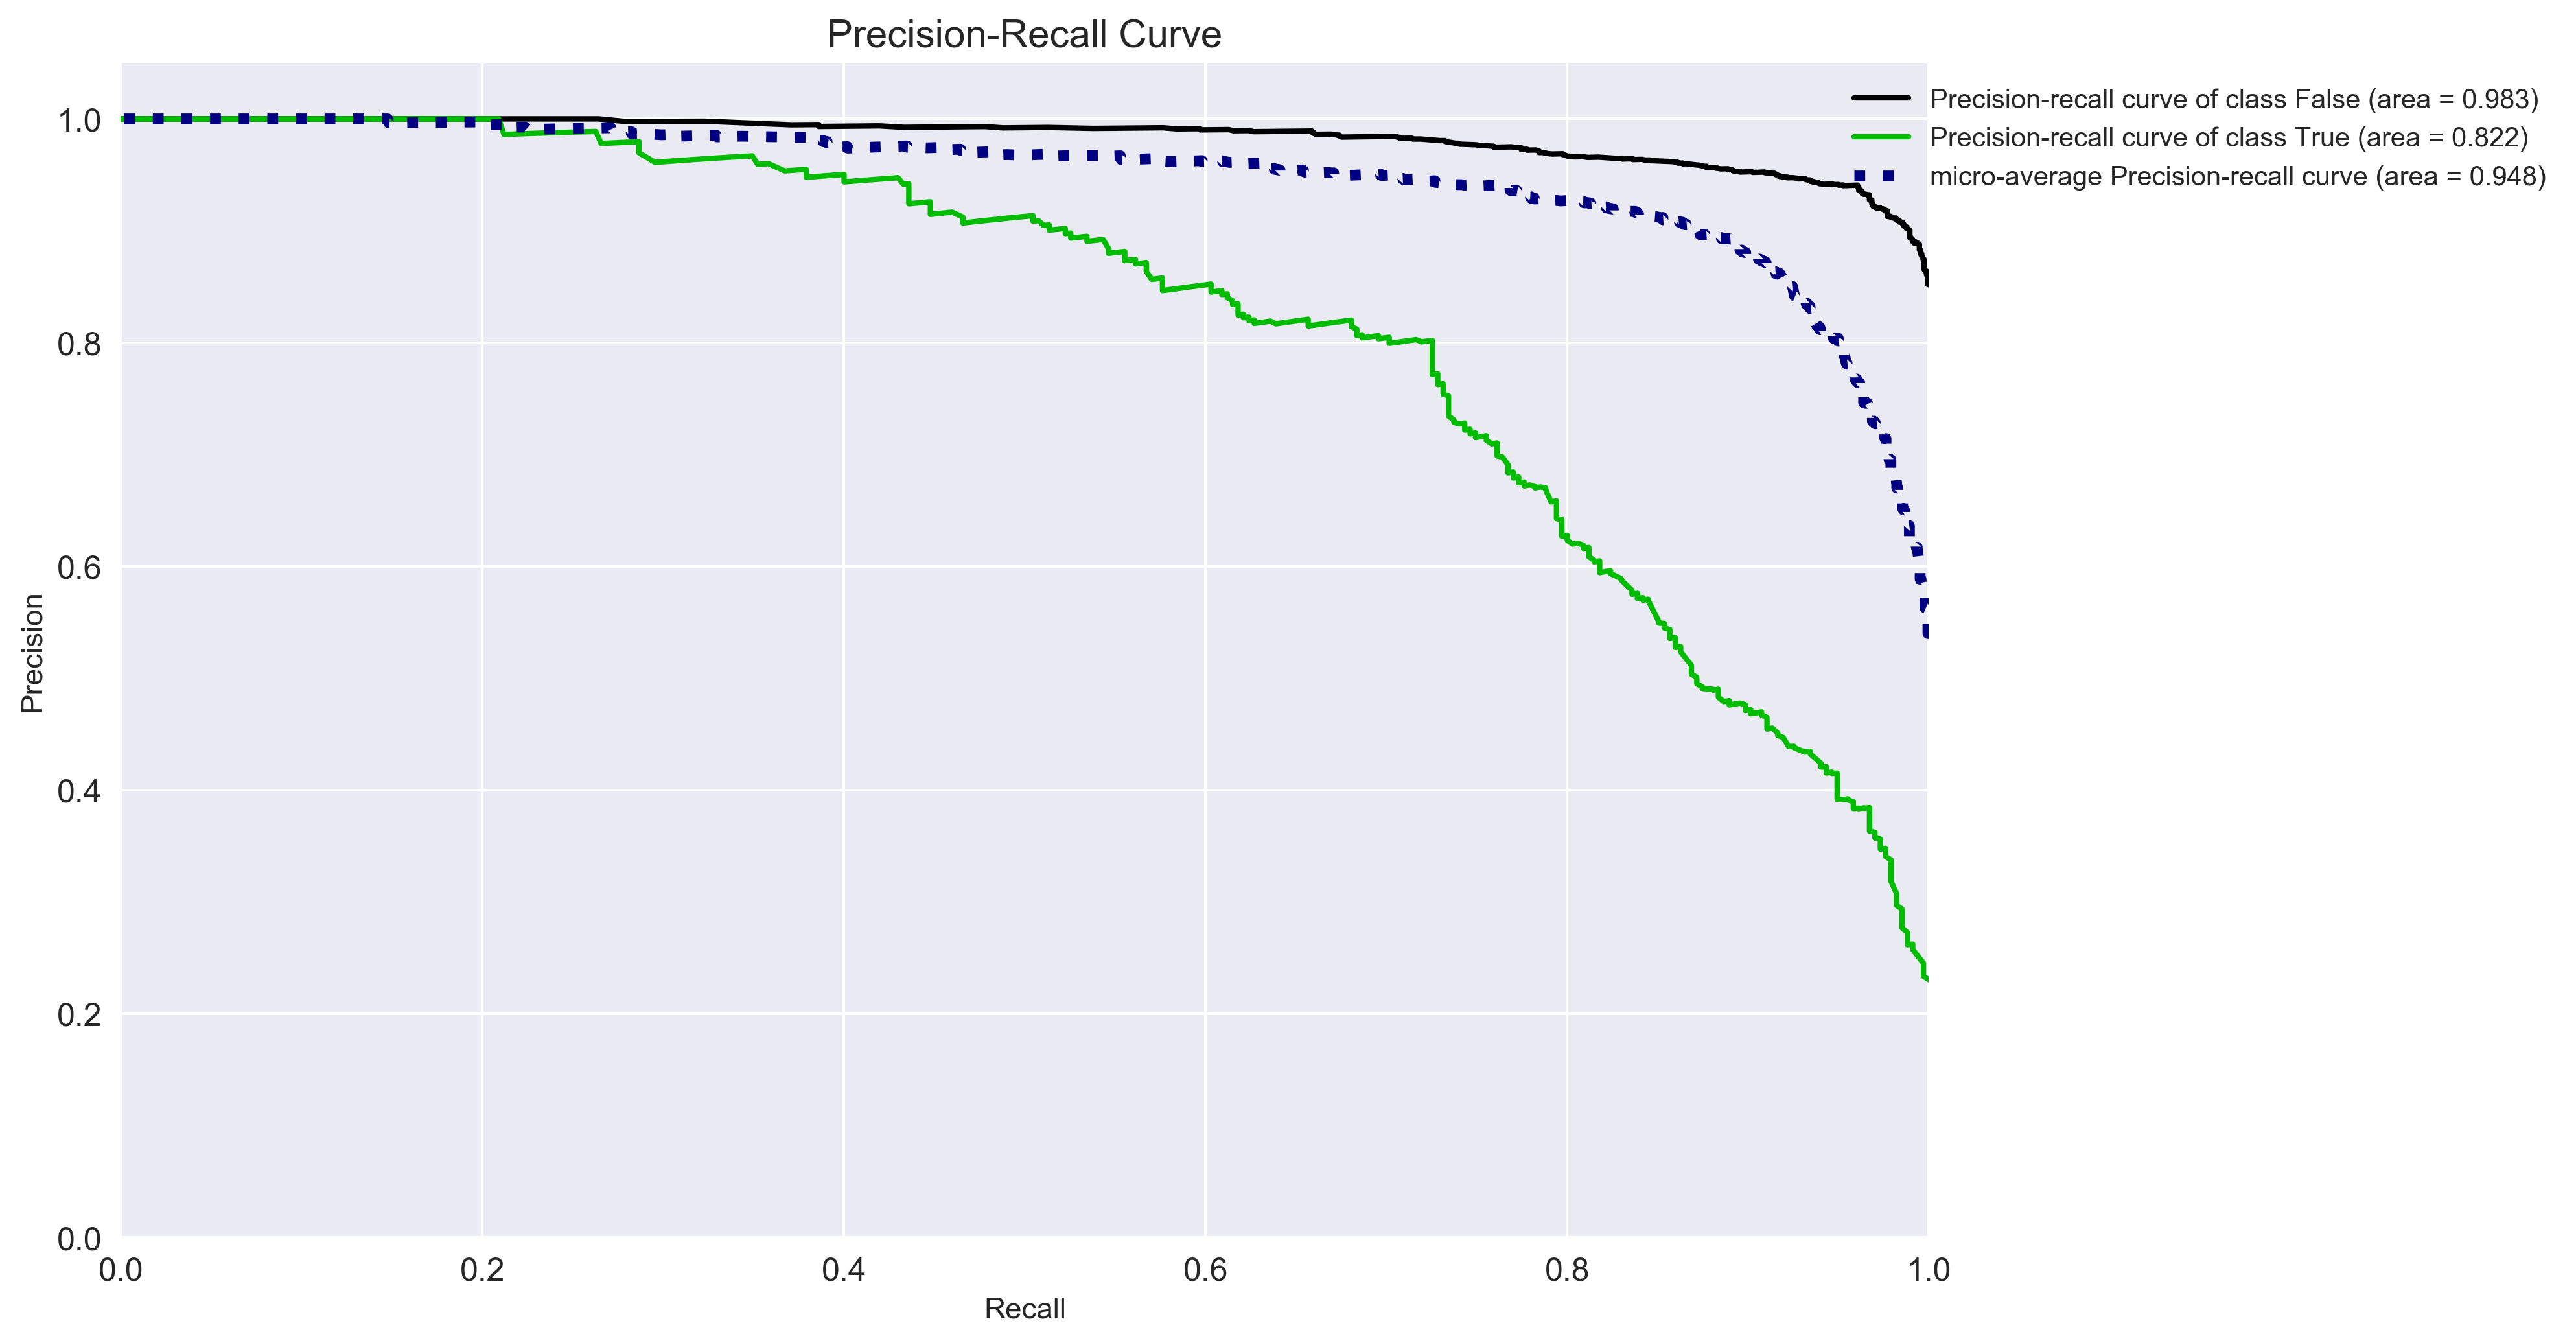 Precision-Recall Curve
Precision-recall curve of class False (area = 0.983)
Precision-recall curve of class True (area = 0.822)
micro-average Precision-recall curve (area = 0.948)
1.0
0.8
0.6
0.4
0.2
0.0
Precision
0.0 0.2 0.4 0.6 0.8 1.0
Recall